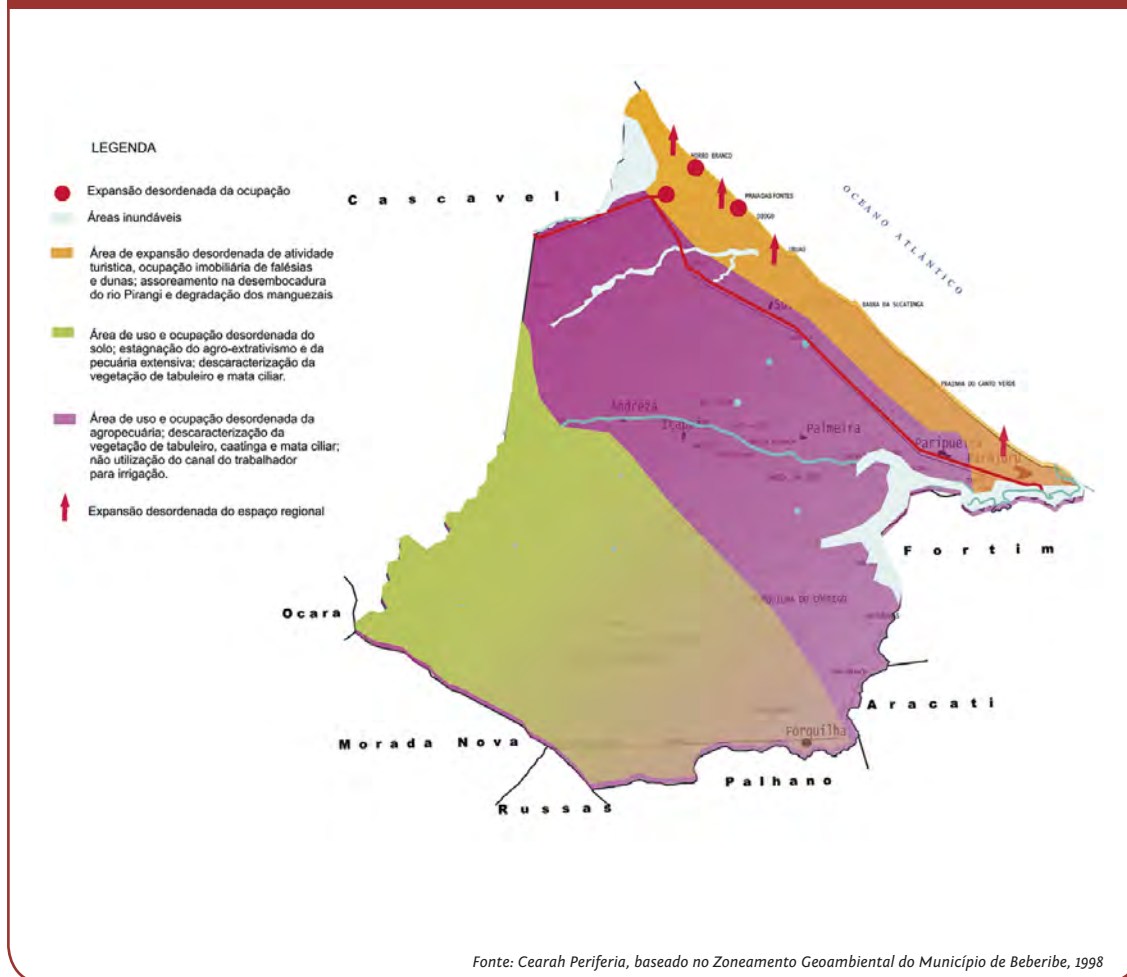 LEGENDA
Expansão desordenada da ocupação
Áreas inundáveis
Área de expansão desordenada de atividade
turistica, ocupação imobiliária de falésias
e dunas; assoreamento na desembocadura
do rio Pirangi e degradação dos manguezais
Área de uso e ocupação desordenada do
solo; estagnação do agro-extrativismo e da
pecuária extensiva; descaracterização da
vegetação de tabuleiro e mata ciliar.
Área de uso e ocupação desordenada da
agropecuária; descaracterização da
vegetação de tabuleiro, caatinga e mata ciliar;
não utilização do canal do trabalhador
para irrigação.
Expansão desordenada do espaço regional
Cascavel
MORRO BRANCO
PRAIA DAS FONTES
DIOGO
OCEANO ATLÂNTICO
BARRA DA SUCATINGA
PRAINHA DO CANTO VERDE
Andreza
Palmeira
Paripueira
Parajuru
Fortim
Ocara
Aracati
Forquilha
Morada Nova
Palhano
Russas
Fonte: Cearah Periferia, baseado no Zoneamento Geoambiental do Município de Beberibe, 1998